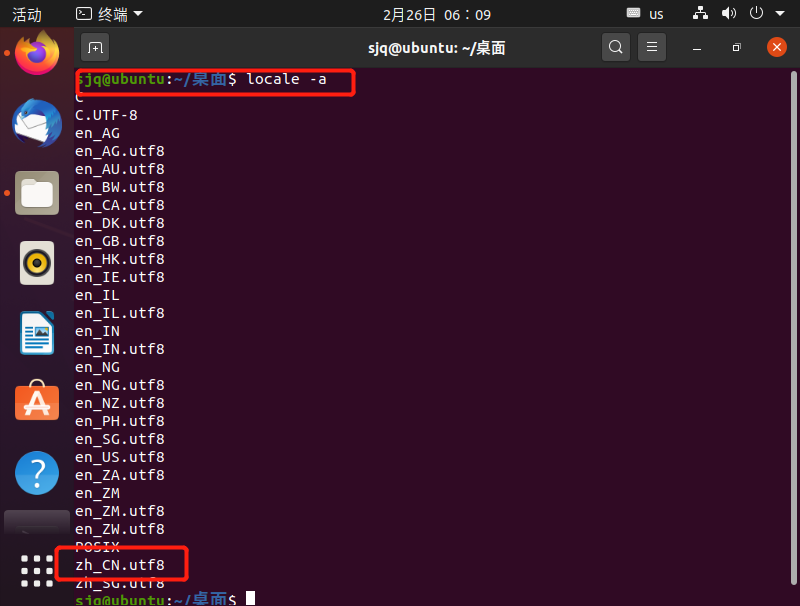 活动
终端
2月26日 06：09
us
sjq@ubuntu: ~/桌面
sjq@ubuntu:~/桌面$ locale -a
C
C.UTF-8
en_AG
en_AG.utf8
en_AU.utf8
en_BW.utf8
en_CA.utf8
en_DK.utf8
en_GB.utf8
en_HK.utf8
en_IE.utf8
en_IL
en_IL.utf8
en_IN
en_IN.utf8
en_NG
en_NG.utf8
en_NZ.utf8
en_PH.utf8
en_SG.utf8
en_US.utf8
en_ZA.utf8
en_ZM
en_ZM.utf8
en_ZW.utf8
POSIX
zh_CN.utf8
zh_SG.utf8
sjq@ubuntu:~/桌面$